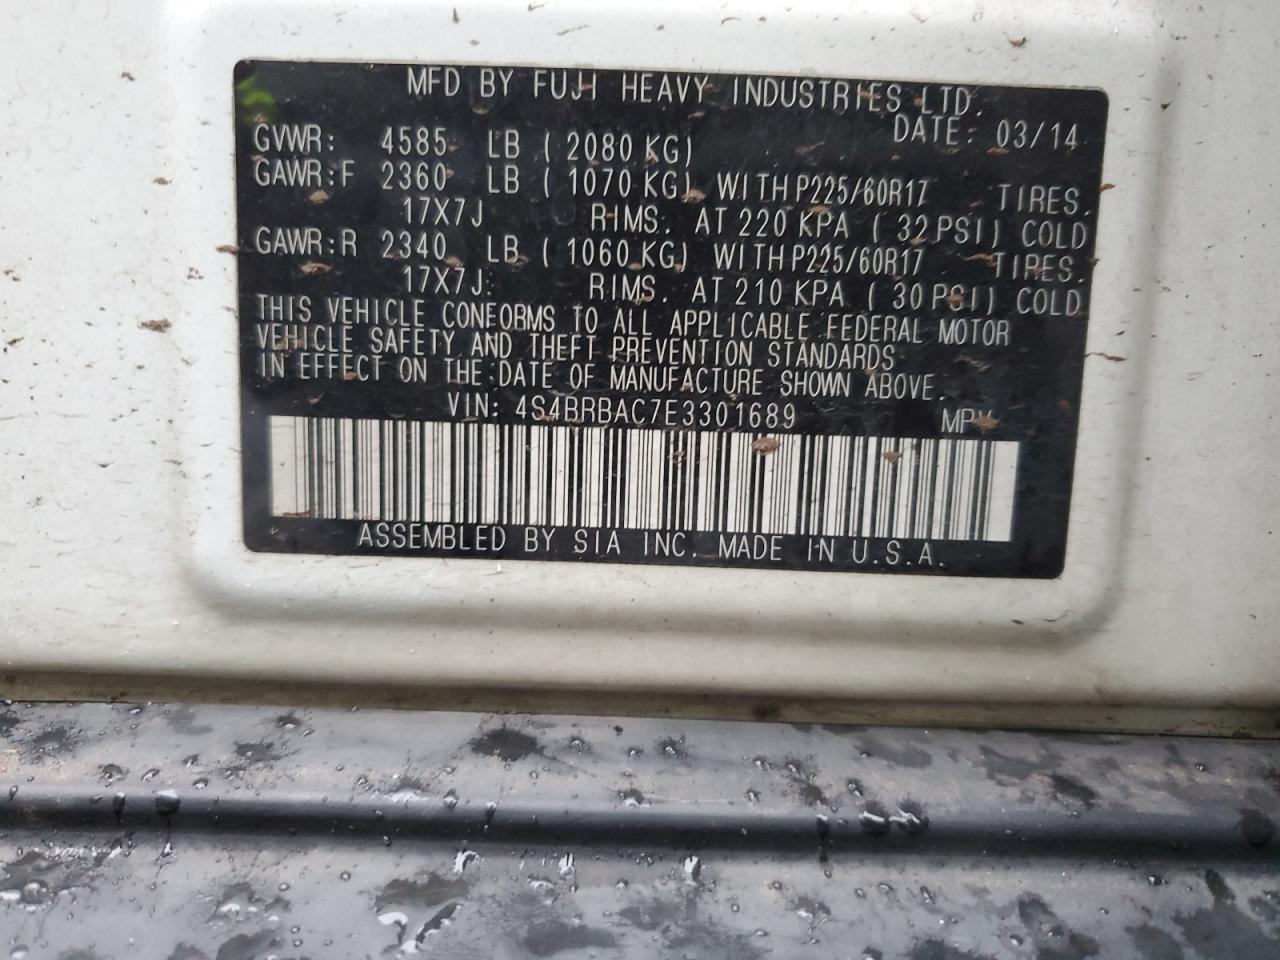 MFD BY FUJI HEAVY INDUSTRIES LTD.
DATE: 03/14
GVWR: 4585 LB ( 2080 KG)
GAWR:F 2360 LB ( 1070 KG) WITH P225/60R17 TIRES.
17X7J RIMS. AT 220 KPA ( 32 PSI) COLD
GAWR:R 2340 LB ( 1060 KG) WITH P225/60R17 TIRES.
17X7J RIMS. AT 210 KPA ( 30 PSI) COLD
THIS VEHICLE CONFORMS TO ALL APPLICABLE FEDERAL MOTOR
VEHICLE SAFETY AND THEFT PREVENTION STANDARDS
IN EFFECT ON THE DATE OF MANUFACTURE SHOWN ABOVE.
VIN: 4S4BRBAC7E3301689 MPV
ASSEMBLED BY SIA INC. MADE IN U.S.A.